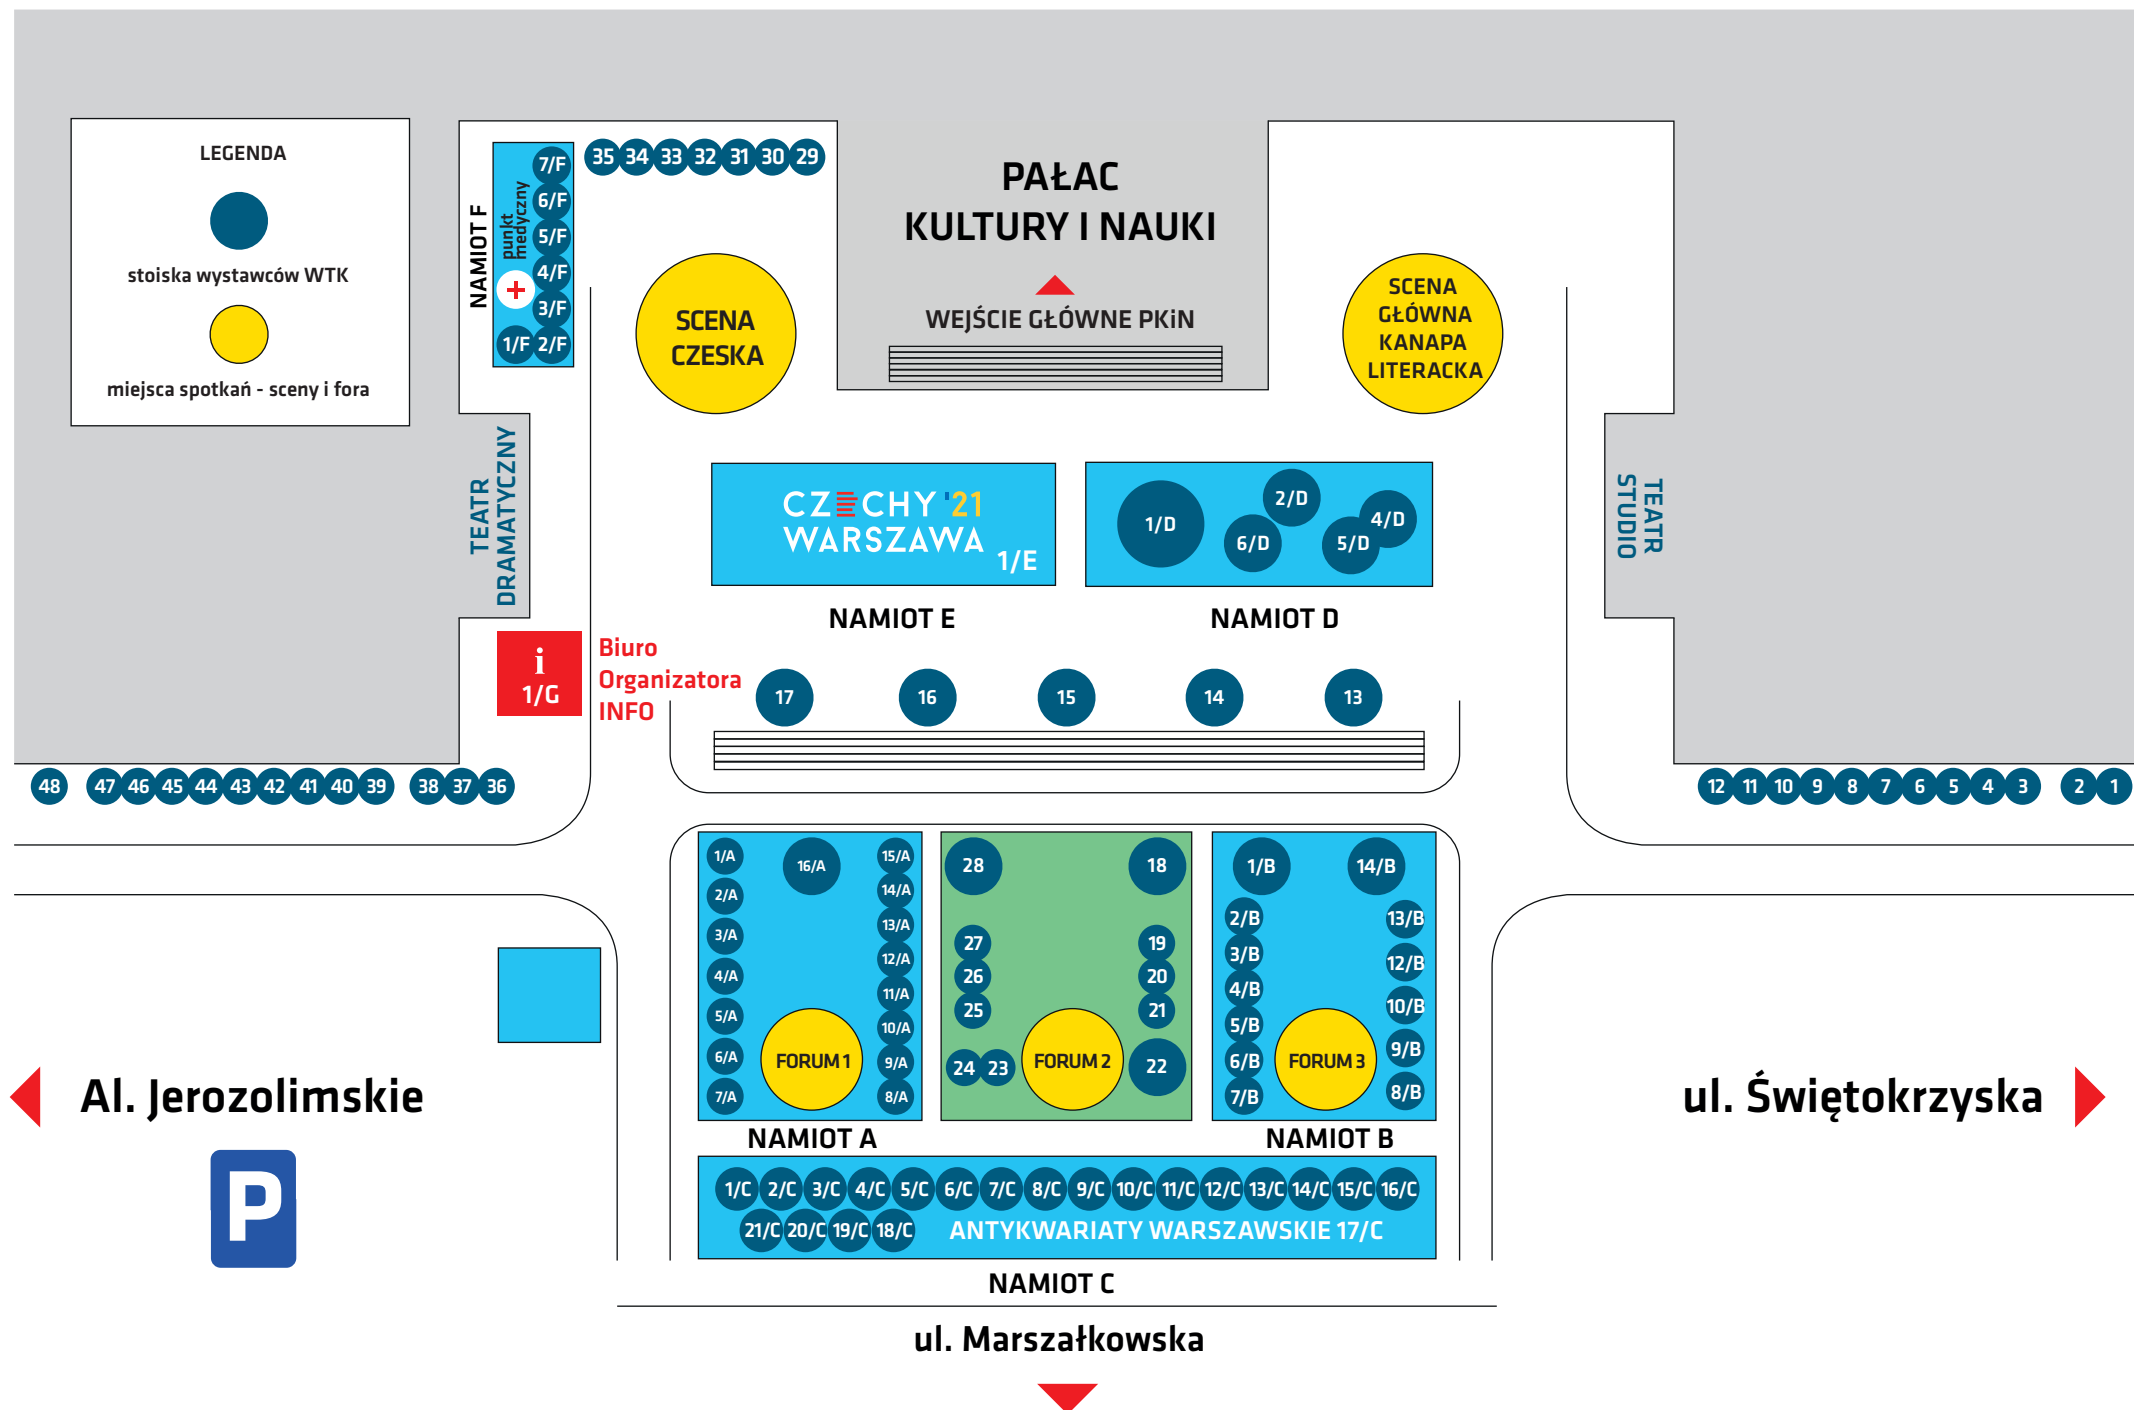 LEGENDA
stoiska wystawców WTK
miejsca spotkań - sceny i fora
NAMIOT F
punkt
medyczny
7/F
6/F
5/F
4/F
3/F
1/F 2/F
35 34 33 32 31 30 29
PAŁAC
KULTURY I NAUKI
WEJŚCIE GŁÓWNE PKiN
SCENA
CZESKA
SCENA
GŁÓWNA
KANAPA
LITERACKA
TEATR
DRAMATYCZNY
TEATR
STUDIO
CZECHY '21
WARSZAWA
1/E
NAMIOT E
1/D
2/D
6/D
5/D
4/D
NAMIOT D
i
1/G
Biuro
Organizatora
INFO
17 16 15 14 13
48 47 46 45 44 43 42 41 40 39 38 37 36
12 11 10 9 8 7 6 5 4 3 2 1
1/A
2/A
3/A
4/A
5/A
6/A
7/A
16/A
15/A
14/A
13/A
12/A
11/A
10/A
9/A
8/A
FORUM 1
NAMIOT A
28
27
26
25
24 23
18
19
20
21
22
FORUM 2
1/B
2/B
3/B
4/B
5/B
6/B
7/B
14/B
13/B
12/B
10/B
9/B
8/B
FORUM 3
NAMIOT B
1/C 2/C 3/C 4/C 5/C 6/C 7/C 8/C 9/C 10/C 11/C 12/C 13/C 14/C 15/C 16/C
21/C 20/C 19/C 18/C ANTYKWARIATY WARSZAWSKIE 17/C
NAMIOT C
Al. Jerozolimskie
P
ul. Świętokrzyska
ul. Marszałkowska